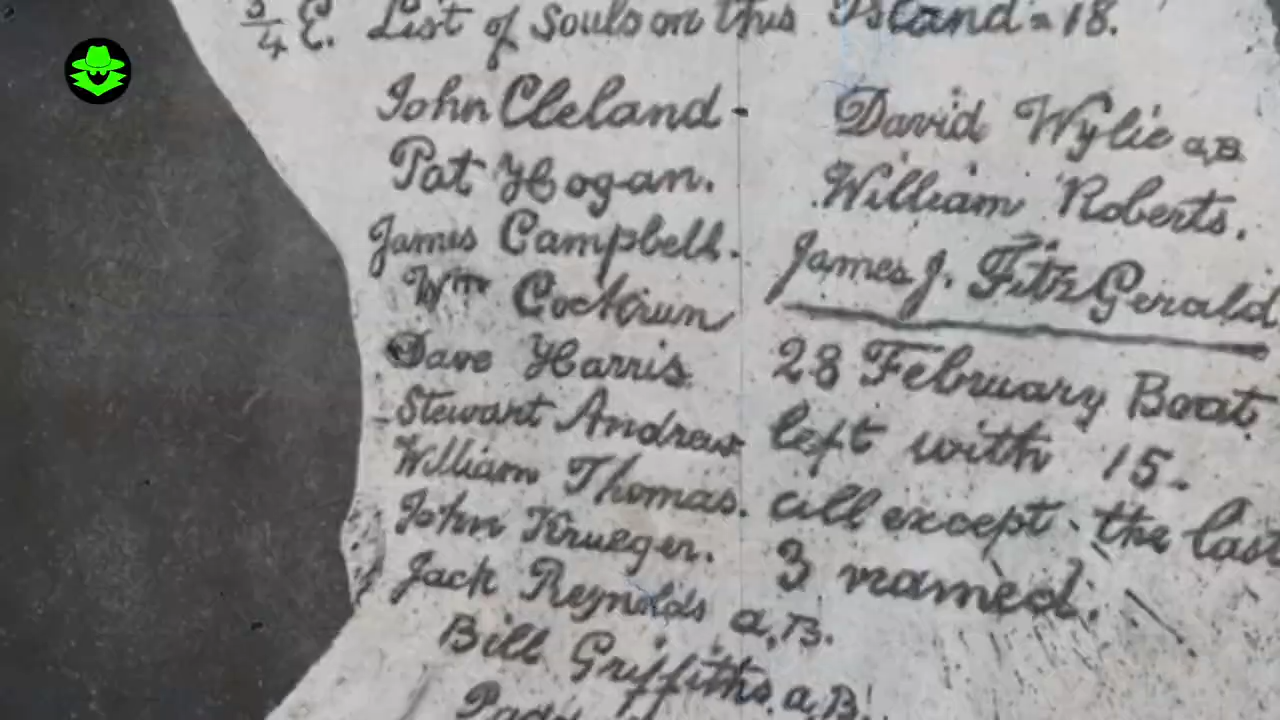 3/4 E. List of Souls on this Island = 18.
John Cleland -
Pat Hogan.
James Campbell.
Wm Cockrun
Dave Harris
Stewart Andrew
William Thomas.
John Krueger.
Jack Reynolds a.B.
Bill Griffiths a.B.
David Wylie a.B.
William Roberts.
James J. FitzGerald
28 February Boat
left with 15.
all except the last
3 named.